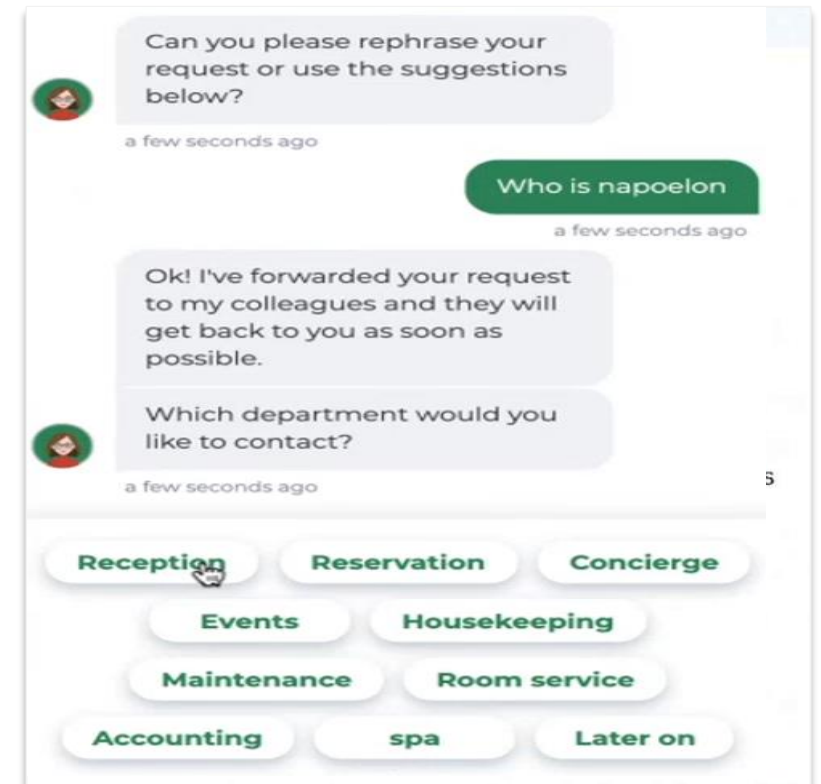 Can you please rephrase your
request or use the suggestions
below?
a few seconds ago
Who is napoelon
a few seconds ago
Ok! I've forwarded your request
to my colleagues and they will
get back to you as soon as
possible.
Which department would you
like to contact?
a few seconds ago
s
Reception Reservation Concierge
Events Housekeeping
Maintenance Room service
Accounting spa Later on